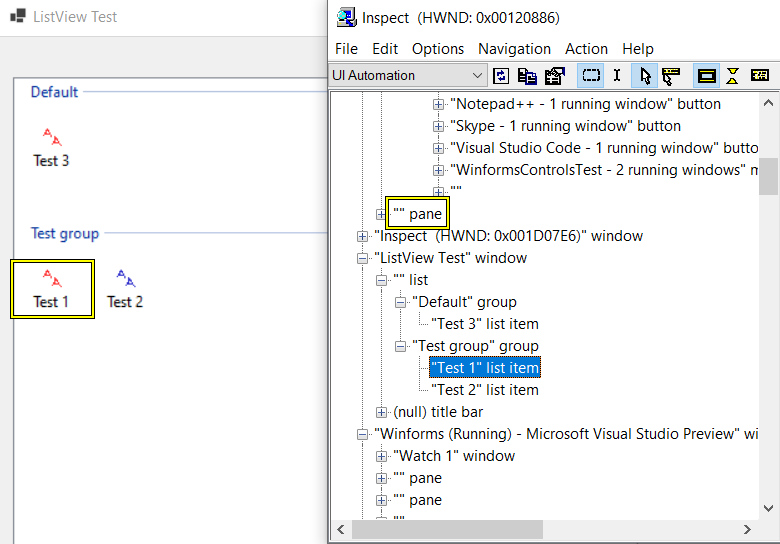 ListView Test
Default
Test 3
Test group
Test 1
Test 2
Inspect (HWND: 0x00120886)
File Edit Options Navigation Action Help
UI Automation
"Notepad++ - 1 running window" button
"Skype - 1 running window" button
"Visual Studio Code - 1 running window" butto
"WinformsControlsTest - 2 running windows" m
""
"" pane
"Inspect (HWND: 0x001D07E6)" window
"ListView Test" window
"" list
"Default" group
"Test 3" list item
"Test group" group
"Test 1" list item
"Test 2" list item
(null) title bar
"Winforms (Running) - Microsoft Visual Studio Preview" wi
"Watch 1" window
"" pane
"" pane
""